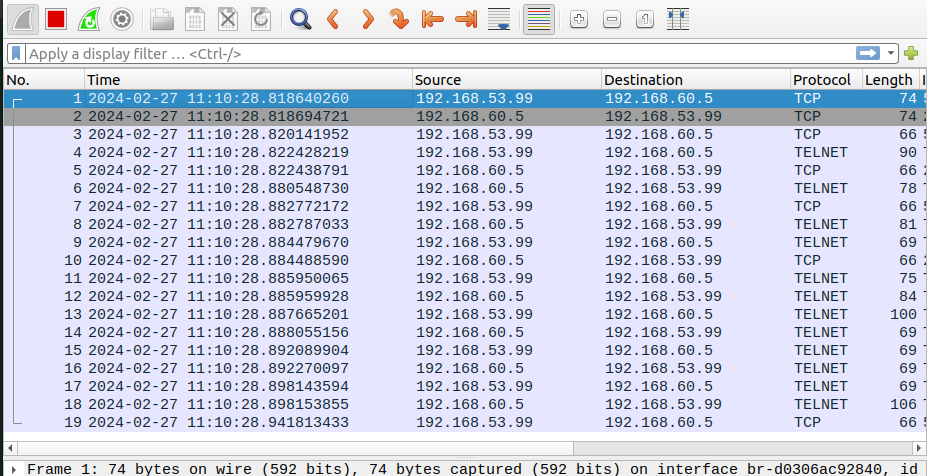 Apply a display filter … <Ctrl-/>
No. Time Source Destination Protocol Length I
1 2024-02-27 11:10:28.818640260 192.168.53.99 192.168.60.5 TCP 74 5
2 2024-02-27 11:10:28.818694721 192.168.60.5 192.168.53.99 TCP 74 2
3 2024-02-27 11:10:28.820141952 192.168.53.99 192.168.60.5 TCP 66 5
4 2024-02-27 11:10:28.822428219 192.168.53.99 192.168.60.5 TELNET 90 T
5 2024-02-27 11:10:28.822438791 192.168.60.5 192.168.53.99 TCP 66 2
6 2024-02-27 11:10:28.880548730 192.168.60.5 192.168.53.99 TELNET 78 T
7 2024-02-27 11:10:28.882772172 192.168.53.99 192.168.60.5 TCP 66 5
8 2024-02-27 11:10:28.882787033 192.168.60.5 192.168.53.99 TELNET 81 T
9 2024-02-27 11:10:28.884479670 192.168.53.99 192.168.60.5 TELNET 69 T
10 2024-02-27 11:10:28.884488590 192.168.60.5 192.168.53.99 TCP 66 2
11 2024-02-27 11:10:28.885950065 192.168.53.99 192.168.60.5 TELNET 75 T
12 2024-02-27 11:10:28.885959928 192.168.60.5 192.168.53.99 TELNET 84 T
13 2024-02-27 11:10:28.887665201 192.168.53.99 192.168.60.5 TELNET 100 T
14 2024-02-27 11:10:28.888055156 192.168.60.5 192.168.53.99 TELNET 69 T
15 2024-02-27 11:10:28.892089904 192.168.53.99 192.168.60.5 TELNET 69 T
16 2024-02-27 11:10:28.892270097 192.168.60.5 192.168.53.99 TELNET 69 T
17 2024-02-27 11:10:28.898143594 192.168.53.99 192.168.60.5 TELNET 69 T
18 2024-02-27 11:10:28.898153855 192.168.60.5 192.168.53.99 TELNET 106 T
19 2024-02-27 11:10:28.941813433 192.168.53.99 192.168.60.5 TCP 66 5
Frame 1: 74 bytes on wire (592 bits), 74 bytes captured (592 bits) on interface br-d0306ac92840, id